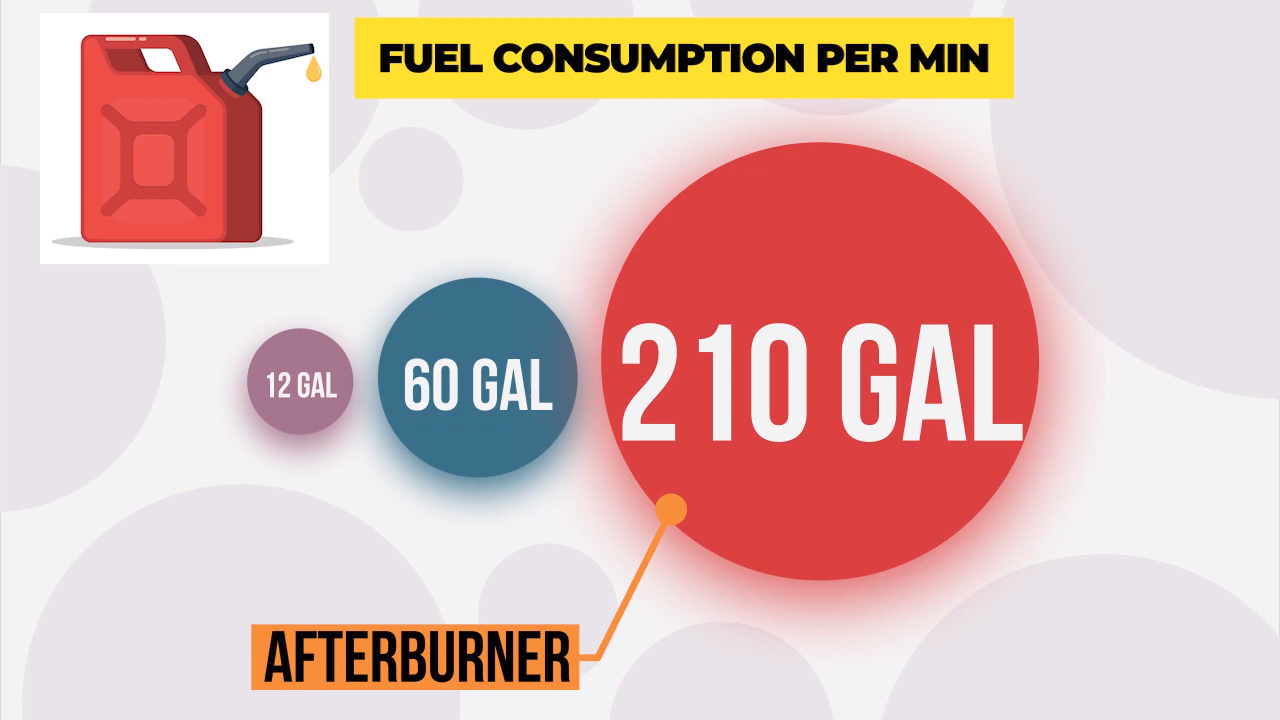 FUEL CONSUMPTION PER MIN
12 GAL
60 GAL
210 GAL
AFTERBURNER